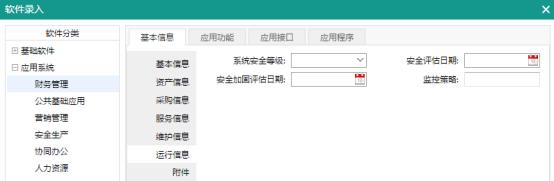 软件录入
软件分类
基础软件
应用系统
财务管理
公共基础应用
营销管理
安全生产
协同办公
人力资源
基本信息 应用功能 应用接口 应用程序
基本信息
资产信息
采购信息
服务信息
维护信息
运行信息
附件
系统安全等级: 安全评估日期:
安全加固评估日期: 监控策略: